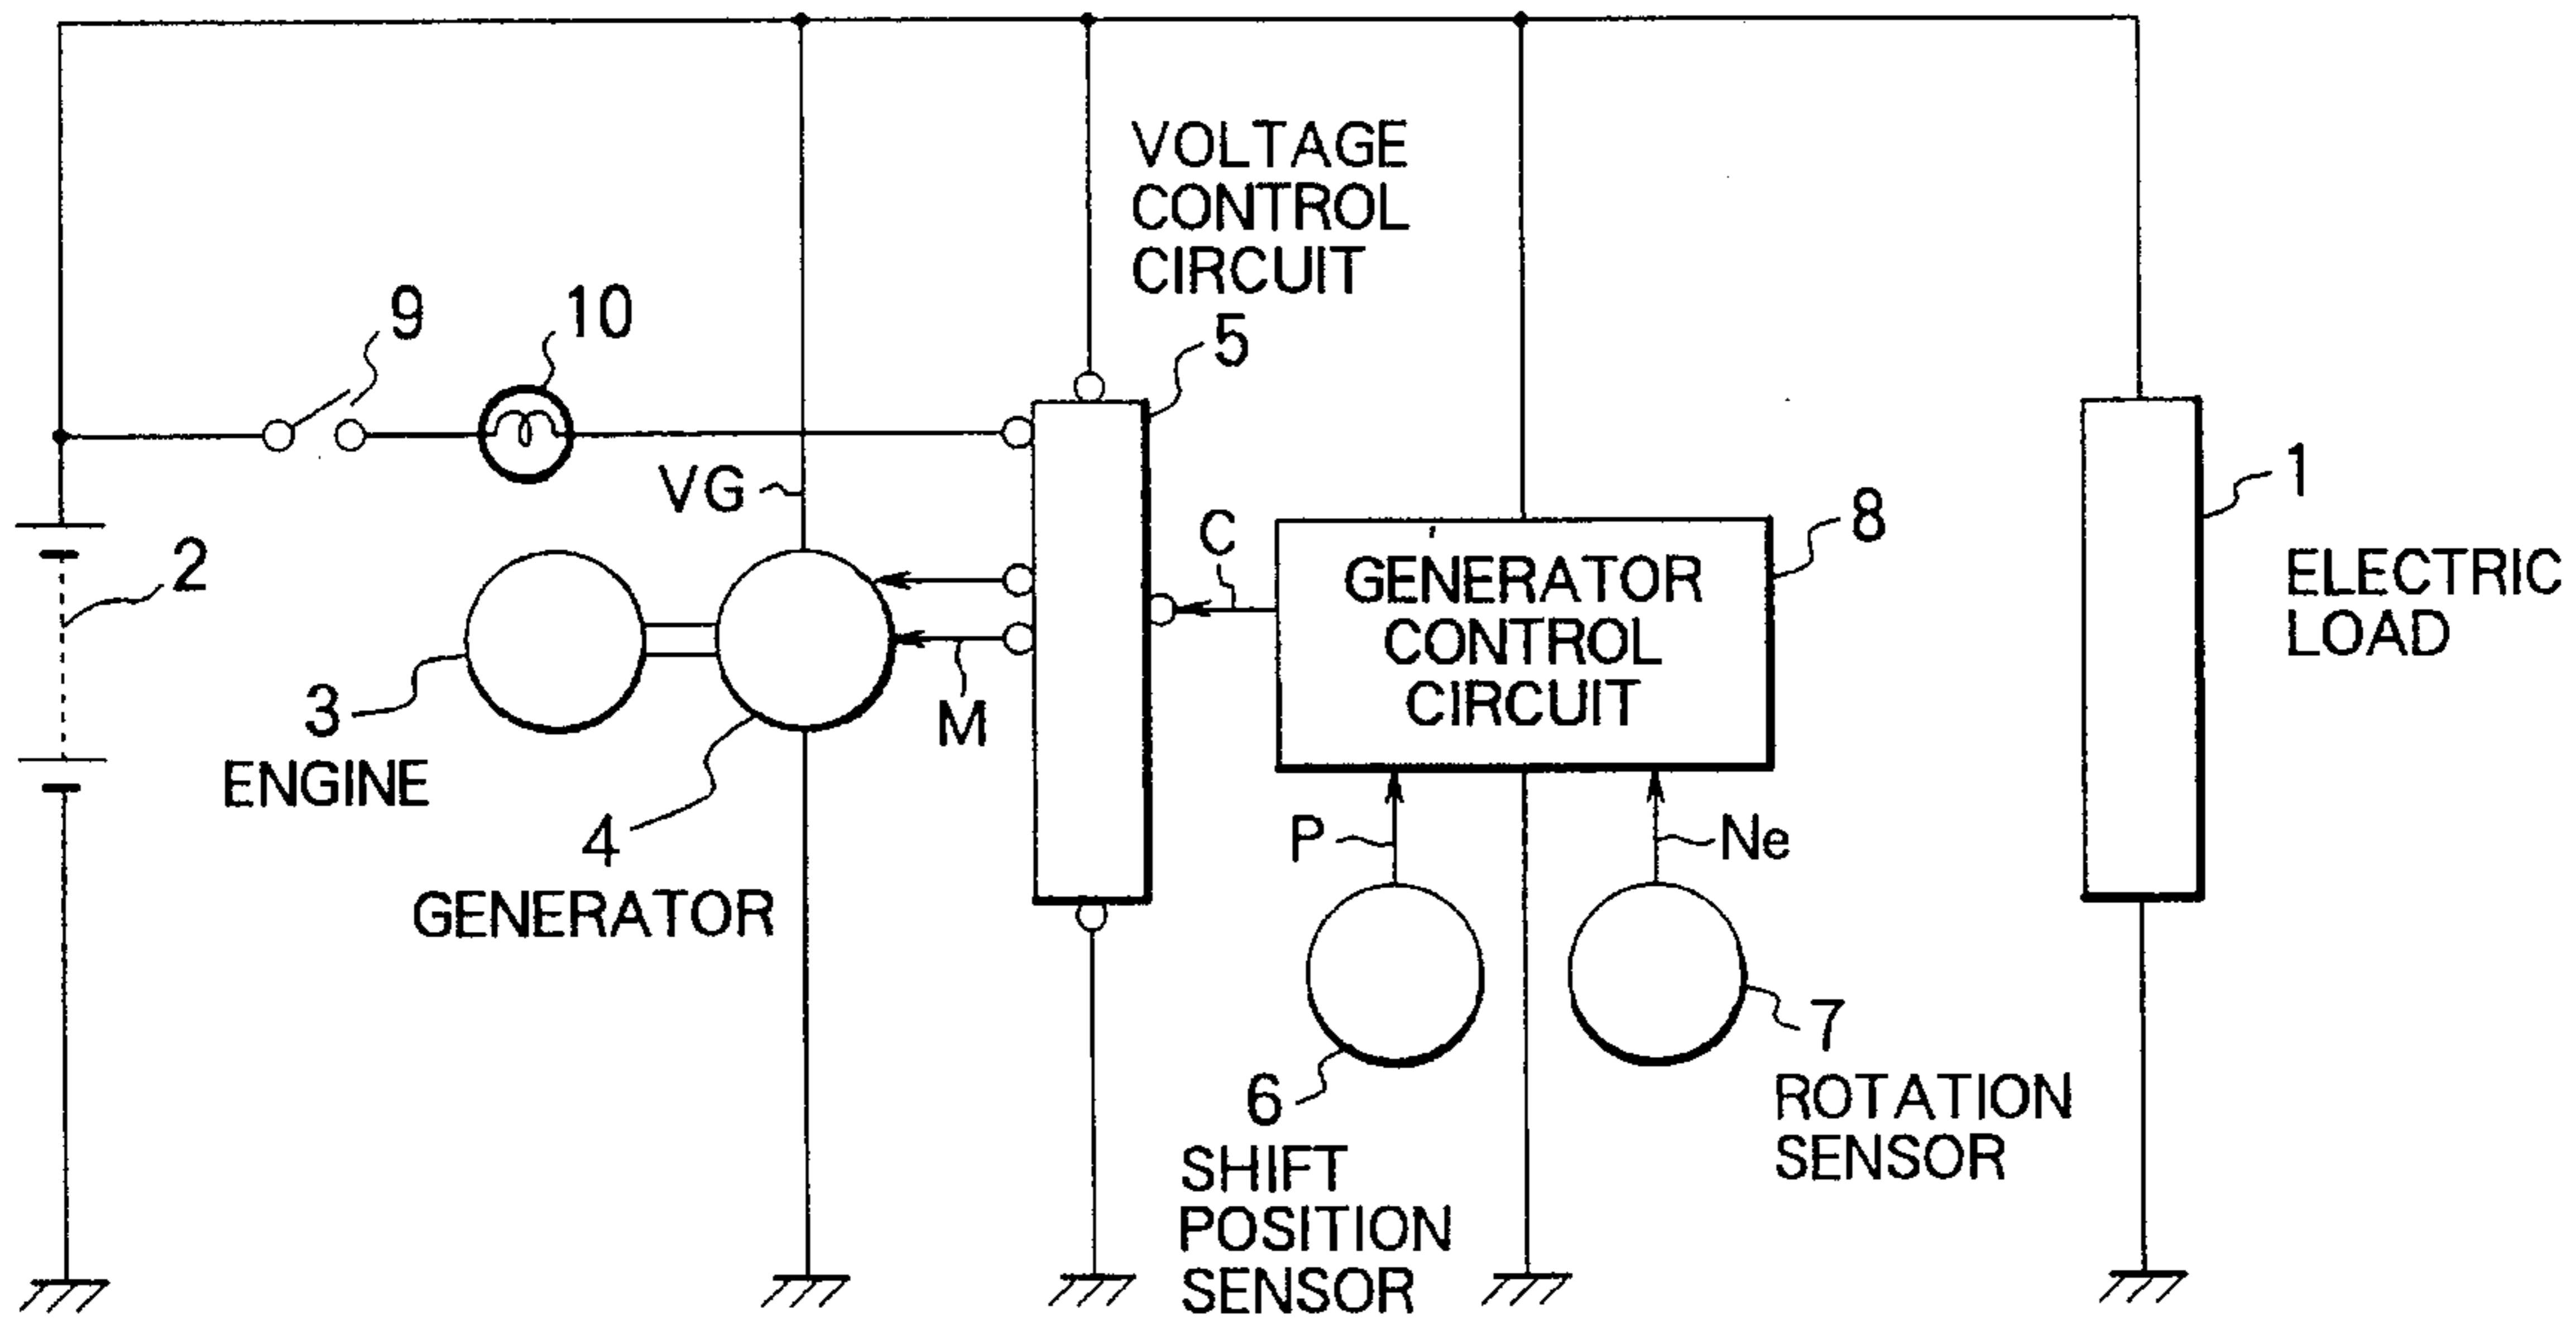 VOLTAGE
CONTROL
CIRCUIT
9
10
5
1
VG
8
C
2
GENERATOR
CONTROL
CIRCUIT
ELECTRIC
LOAD
3
M
ENGINE
4
P
Ne
GENERATOR
7
6
ROTATION
SENSOR
SHIFT
POSITION
SENSOR